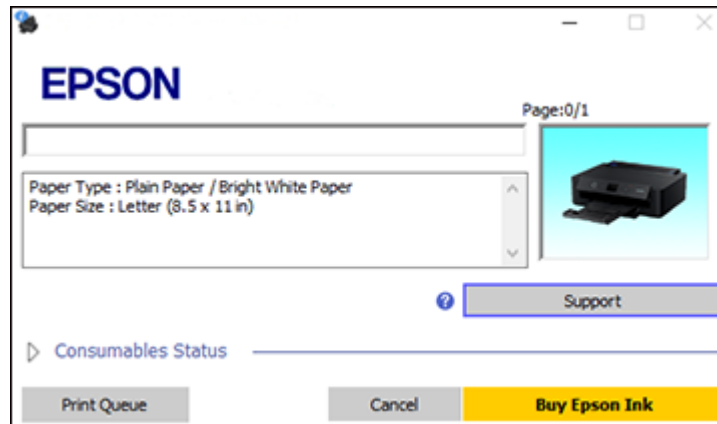 EPSON
Page:0/1
Paper Type : Plain Paper / Bright White Paper
Paper Size : Letter (8.5 x 11 in)
Support
Consumables Status
Print Queue
Cancel
Buy Epson Ink